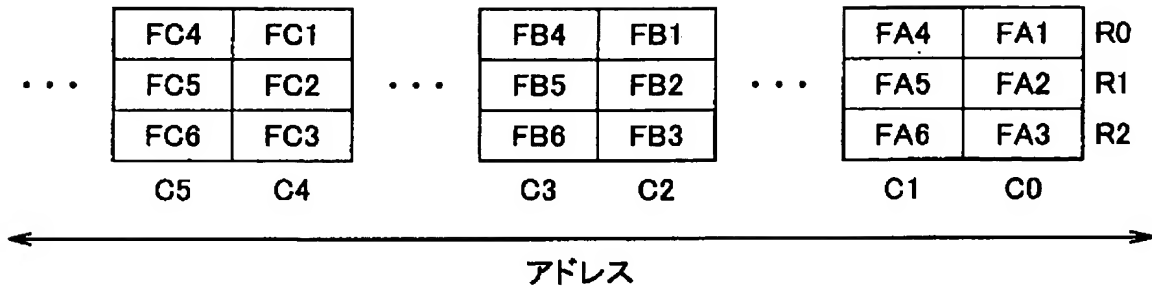 FC4 FC1 FB4 FB1 FA4 FA1 R0
... FC5 FC2 ... FB5 FB2 ... FA5 FA2 R1
FC6 FC3 FB6 FB3 FA6 FA3 R2
C5 C4 C3 C2 C1 C0
アドレス